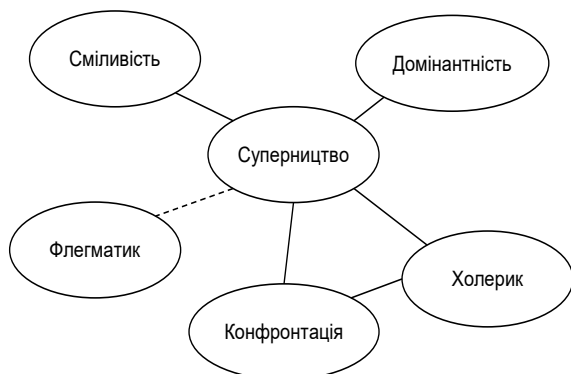 Сміливість
Домінантність
Суперництво
Флегматик
Холерик
Конфронтація